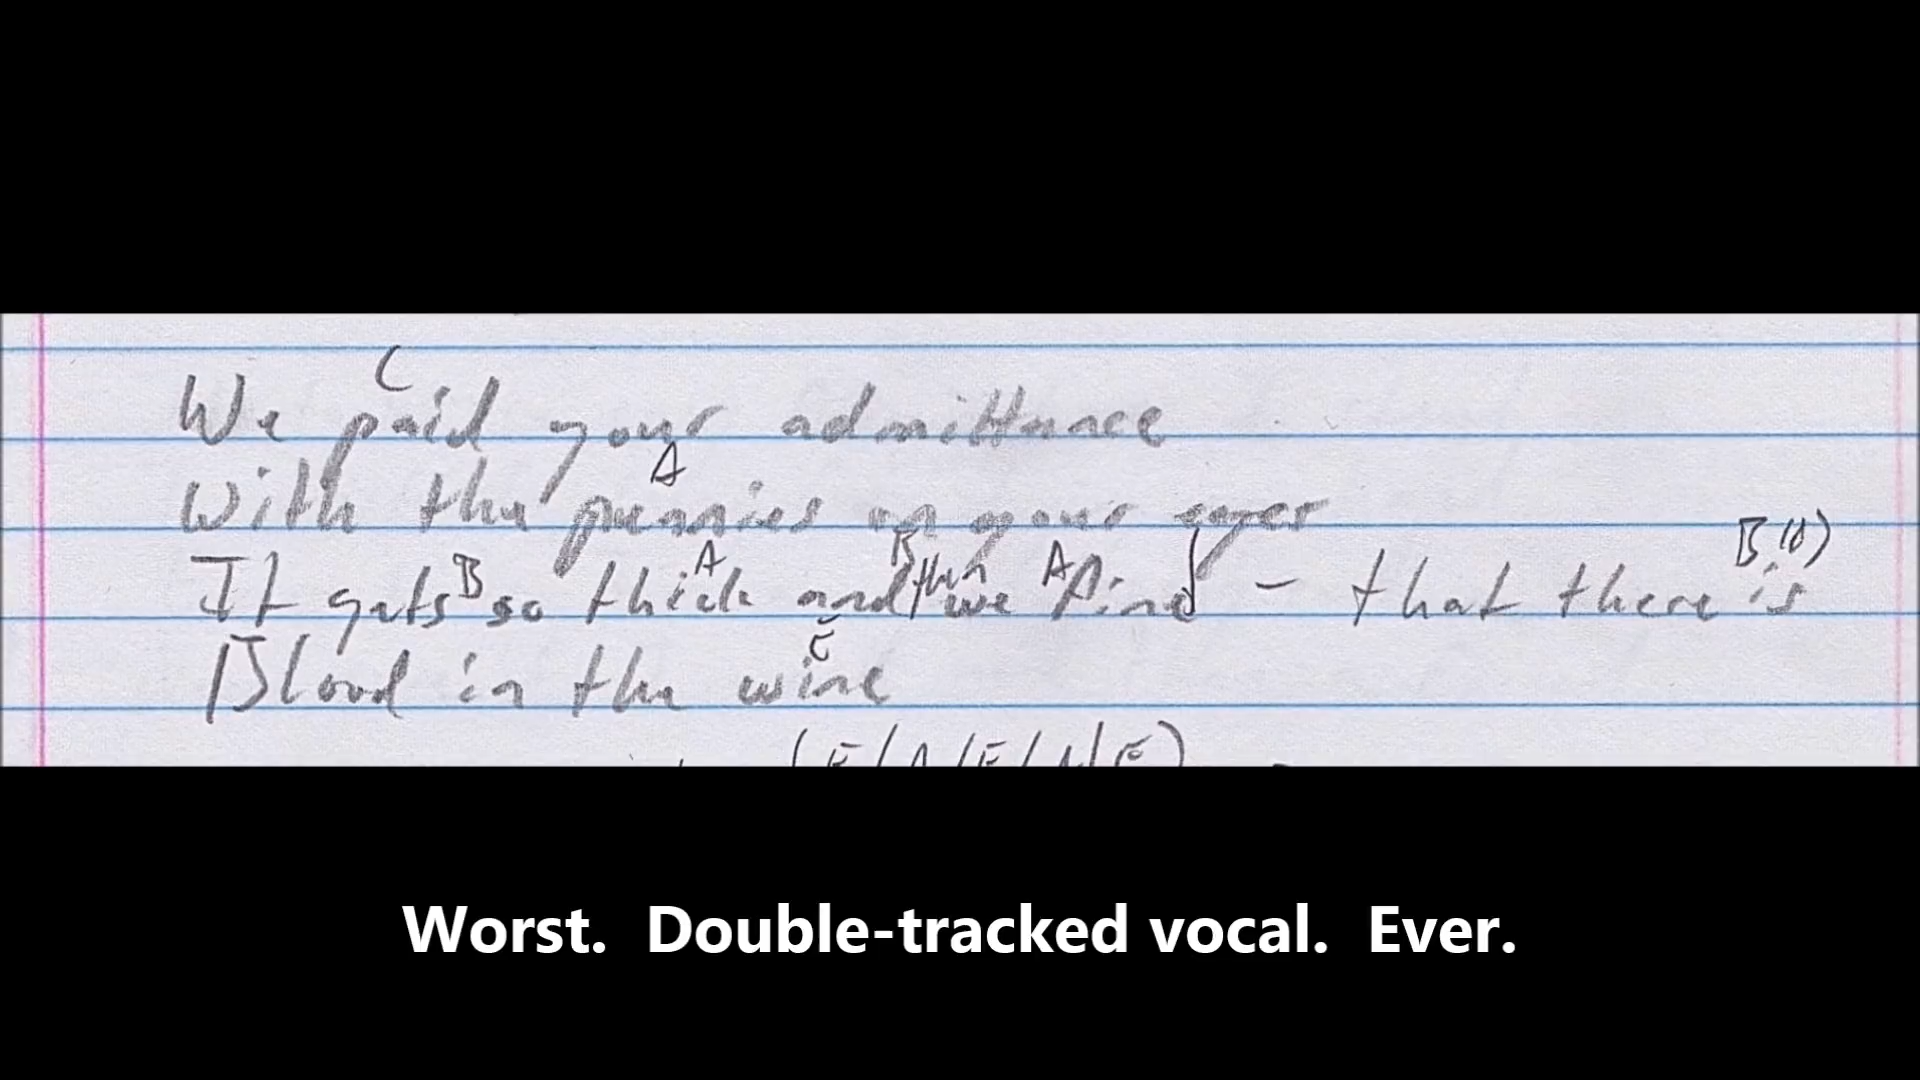 C
We paid your admittance
A
With the pennies on your eyes
B A B then A B (10)
It gets so thick and we find - that there is
E
Blood in the wine
(E/A/E/A/E)
Worst. Double-tracked vocal. Ever.